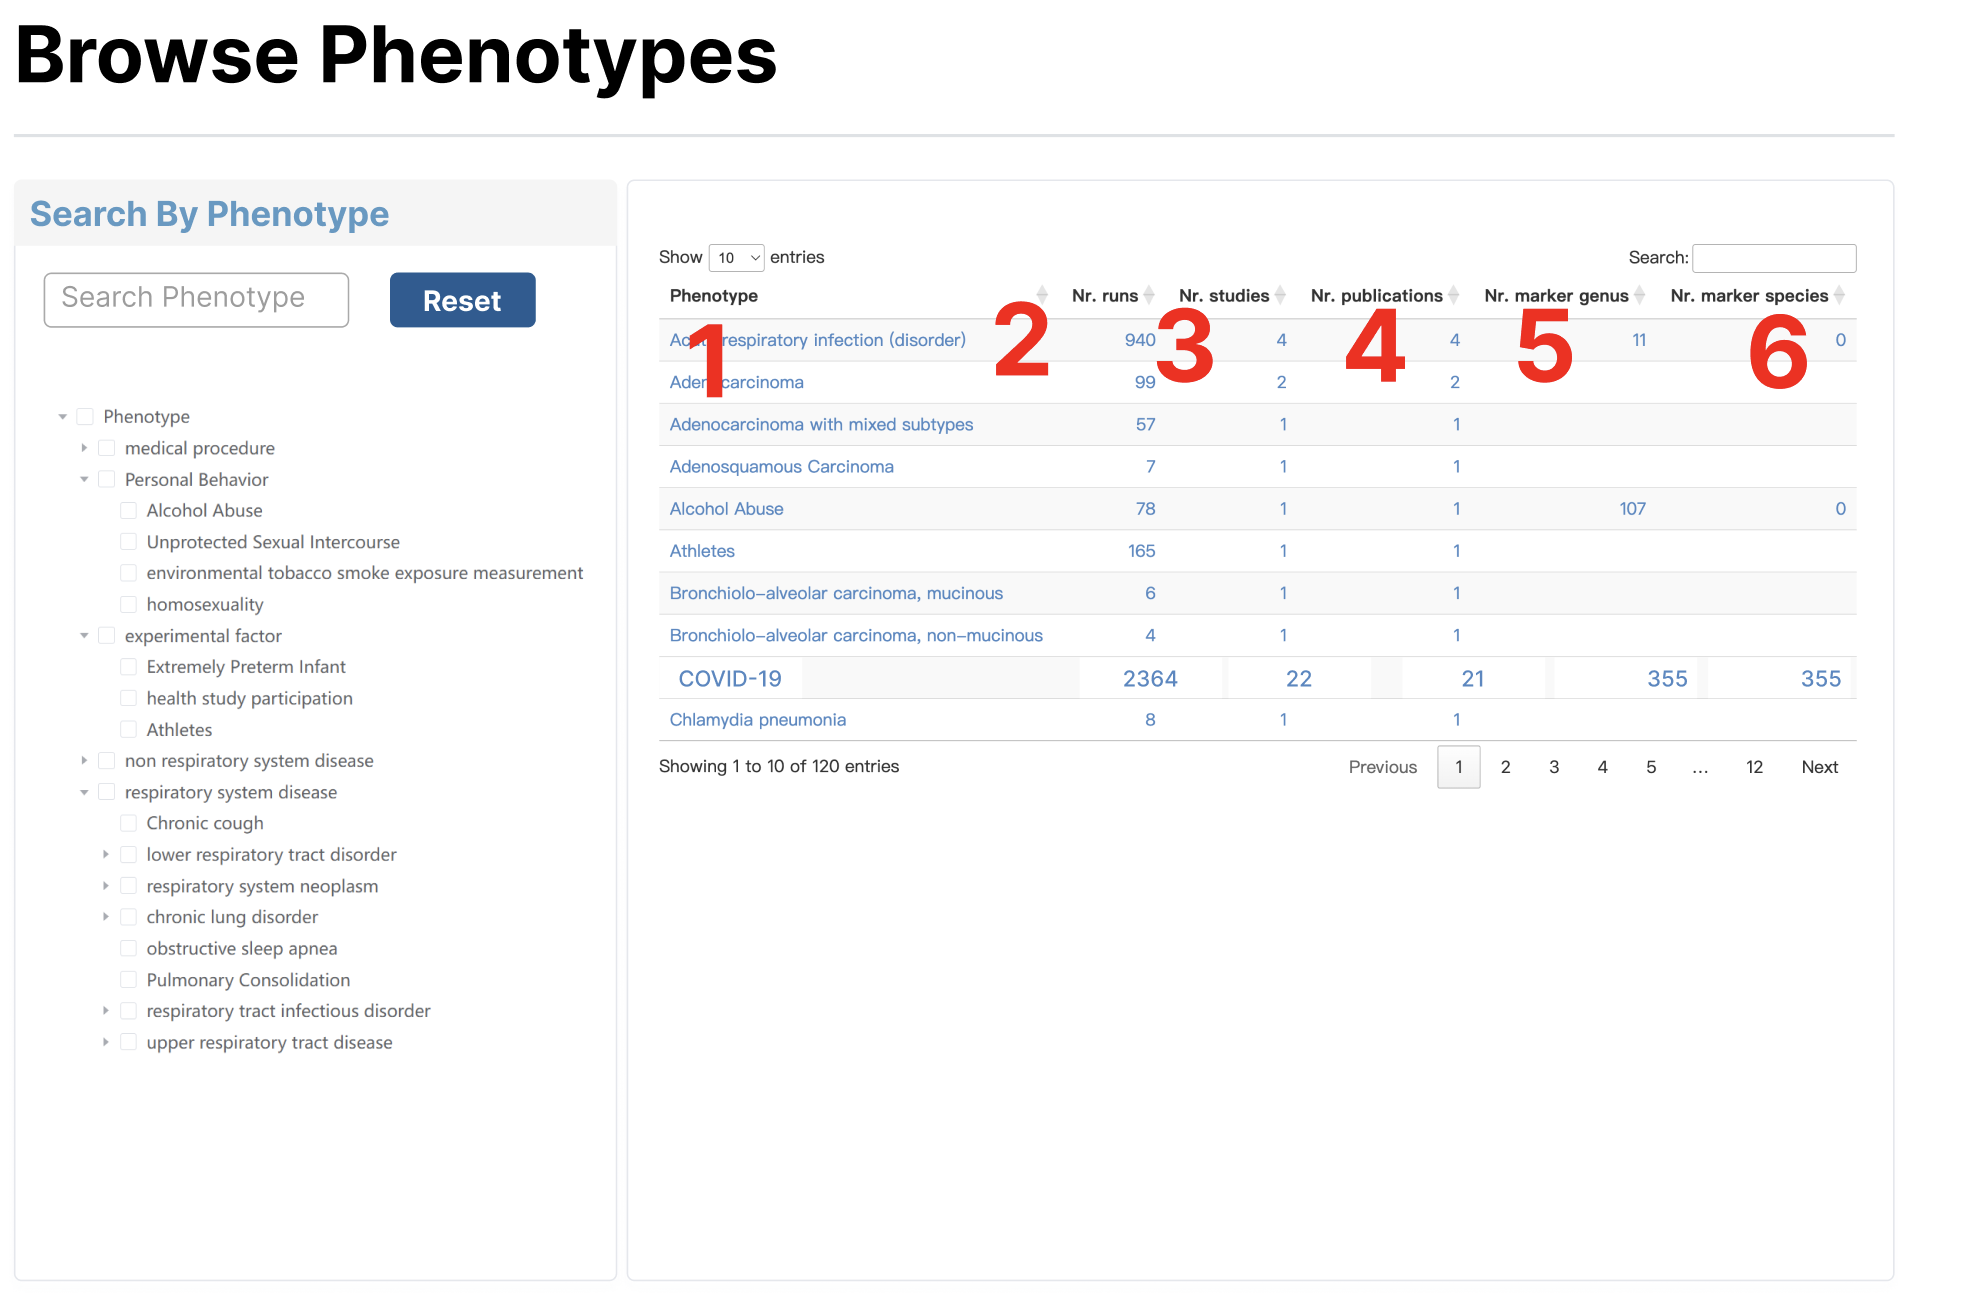 Browse Phenotypes
Search By Phenotype
Search Phenotype Reset
Phenotype
medical procedure
Personal Behavior
Alcohol Abuse
Unprotected Sexual Intercourse
environmental tobacco smoke exposure measurement
homosexuality
experimental factor
Extremely Preterm Infant
health study participation
Athletes
non respiratory system disease
respiratory system disease
Chronic cough
lower respiratory tract disorder
respiratory system neoplasm
chronic lung disorder
obstructive sleep apnea
Pulmonary Consolidation
respiratory tract infectious disorder
upper respiratory tract disease
Show 10 entries Search:
Phenotype Nr. runs Nr. studies Nr. publications Nr. marker genus Nr. marker species
1 2 3 4 5 6
Acute respiratory infection (disorder) 940 4 4 11 0
Adenocarcinoma 99 2 2
Adenocarcinoma with mixed subtypes 57 1 1
Adenosquamous Carcinoma 7 1 1
Alcohol Abuse 78 1 1 107 0
Athletes 165 1 1
Bronchiolo-alveolar carcinoma, mucinous 6 1 1
Bronchiolo-alveolar carcinoma, non-mucinous 4 1 1
COVID-19 2364 22 21 355 355
Chlamydia pneumonia 8 1 1
Showing 1 to 10 of 120 entries Previous 1 2 3 4 5 ... 12 Next